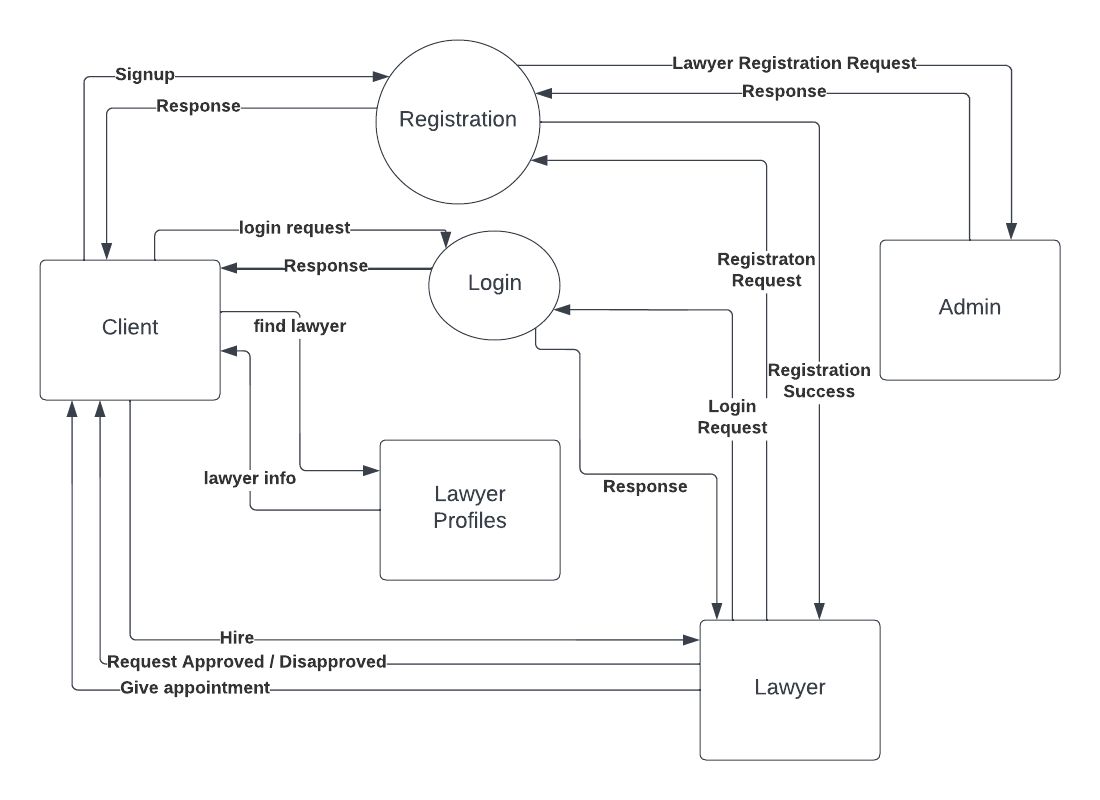 Signup
Lawyer Registration Request
Response
Response
Registration
login request
Response
Login
Registraton
Request
Client
find lawyer
Admin
Registration
Success
Login
Request
lawyer info
Lawyer
Profiles
Response
Hire
Request Approved / Disapproved
Give appointment
Lawyer